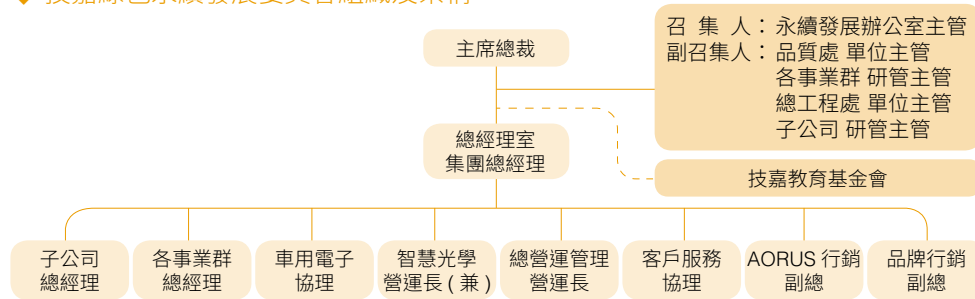 主席總裁
召 集 人：永續發展辦公室主管
副召集人：品質處 單位主管
各事業群 研管主管
總工程處 單位主管
子公司 研管主管
總經理室
集團總經理
技嘉教育基金會
子公司
總經理
各事業群
總經理
車用電子
協理
智慧光學
營運長 ( 兼 )
總營運管理
營運長
客戶服務
協理
AORUS 行銷
副總
品牌行銷
副總